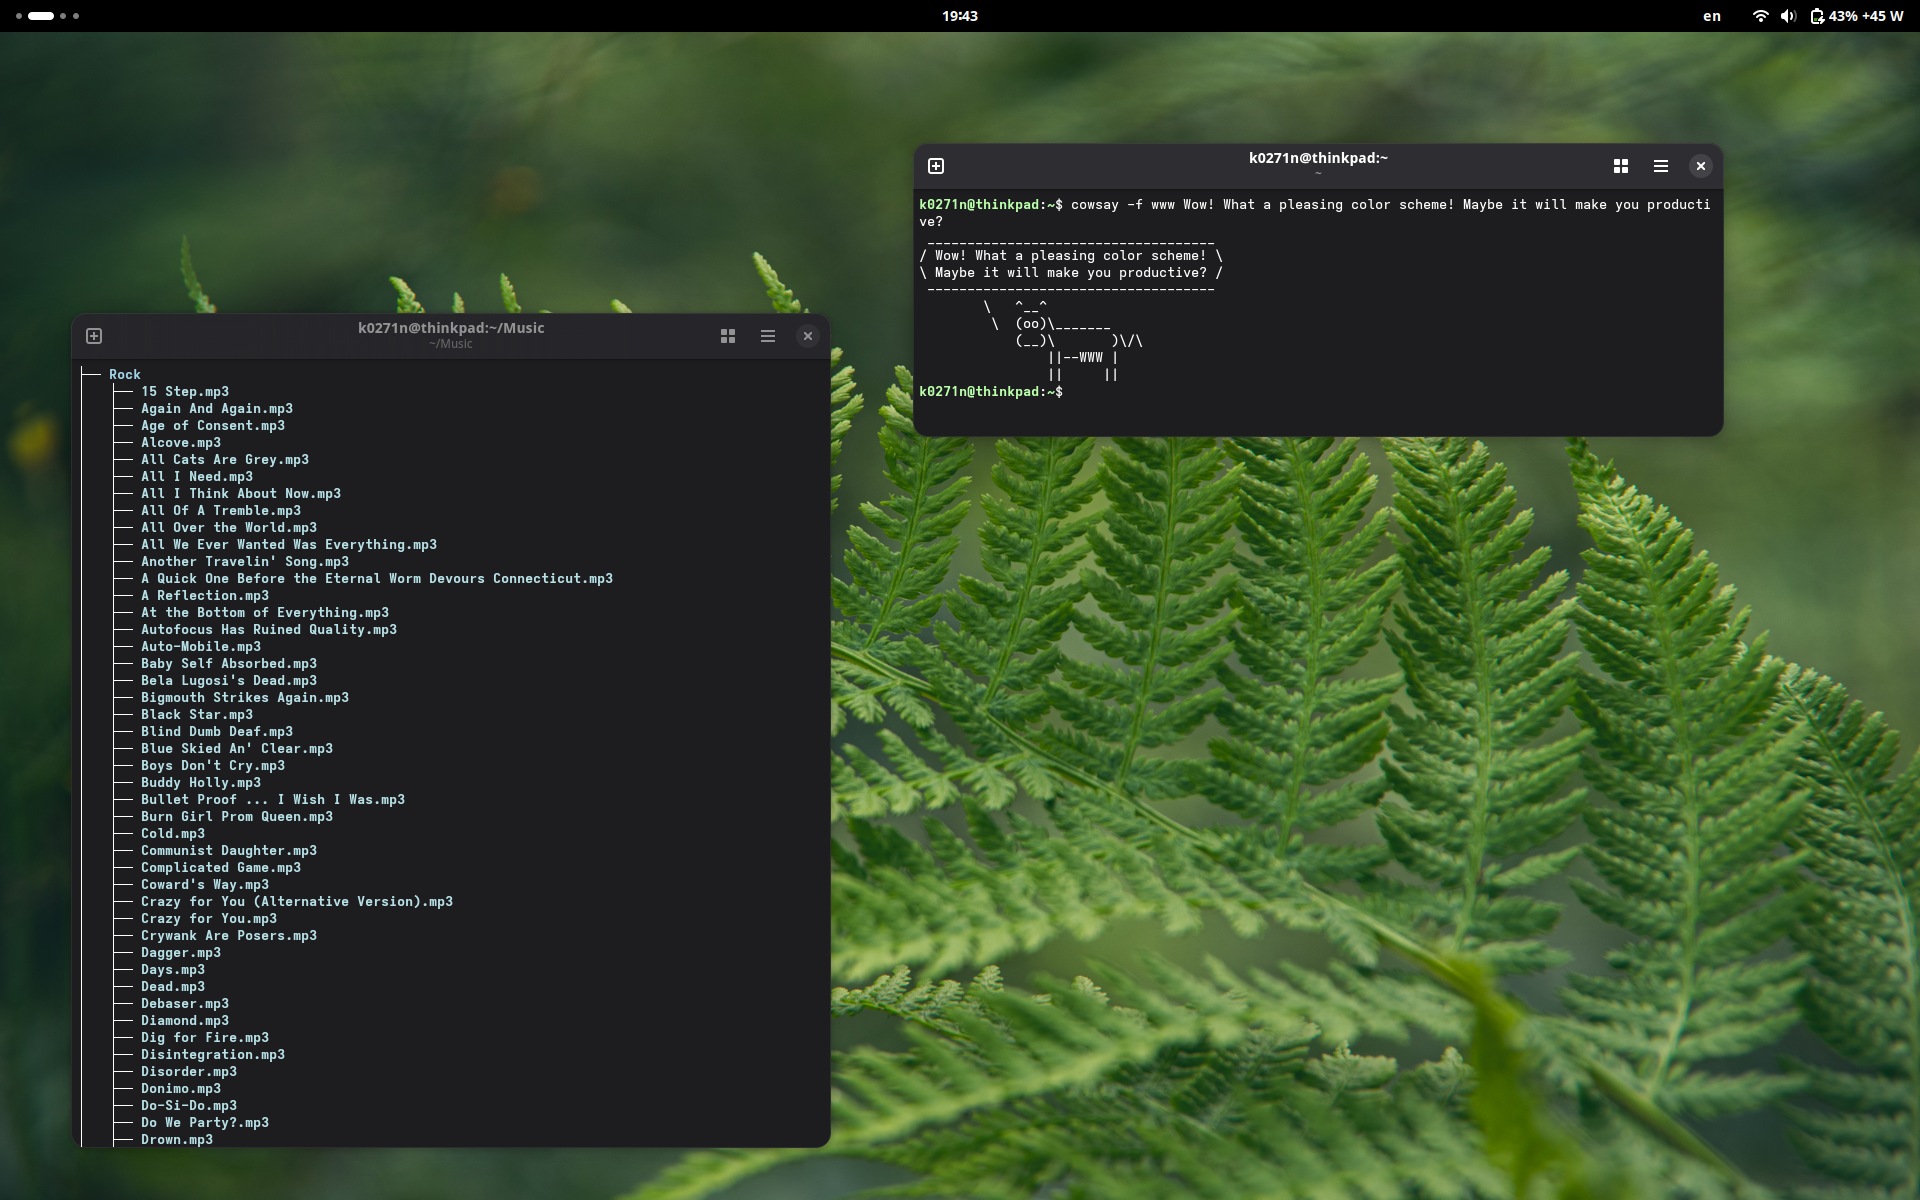 19:43
en
43% +45 W
k0271n@thinkpad:~
~
k0271n@thinkpad:~$ cowsay -f www Wow! What a pleasing color scheme! Maybe it will make you producti
ve?
 ____________________________________
/ Wow! What a pleasing color scheme! \
\ Maybe it will make you productive? /
 ------------------------------------
        \   ^__^
         \  (oo)\_______
            (__)\       )\/\
                ||--WWW |
                ||     ||
k0271n@thinkpad:~$
k0271n@thinkpad:~/Music
~/Music
├── Rock
│   ├── 15 Step.mp3
│   ├── Again And Again.mp3
│   ├── Age of Consent.mp3
│   ├── Alcove.mp3
│   ├── All Cats Are Grey.mp3
│   ├── All I Need.mp3
│   ├── All I Think About Now.mp3
│   ├── All Of A Tremble.mp3
│   ├── All Over the World.mp3
│   ├── All We Ever Wanted Was Everything.mp3
│   ├── Another Travelin' Song.mp3
│   ├── A Quick One Before the Eternal Worm Devours Connecticut.mp3
│   ├── A Reflection.mp3
│   ├── At the Bottom of Everything.mp3
│   ├── Autofocus Has Ruined Quality.mp3
│   ├── Auto-Mobile.mp3
│   ├── Baby Self Absorbed.mp3
│   ├── Bela Lugosi's Dead.mp3
│   ├── Bigmouth Strikes Again.mp3
│   ├── Black Star.mp3
│   ├── Blind Dumb Deaf.mp3
│   ├── Blue Skied An' Clear.mp3
│   ├── Boys Don't Cry.mp3
│   ├── Buddy Holly.mp3
│   ├── Bullet Proof ... I Wish I Was.mp3
│   ├── Burn Girl Prom Queen.mp3
│   ├── Cold.mp3
│   ├── Communist Daughter.mp3
│   ├── Complicated Game.mp3
│   ├── Coward's Way.mp3
│   ├── Crazy for You (Alternative Version).mp3
│   ├── Crazy for You.mp3
│   ├── Crywank Are Posers.mp3
│   ├── Dagger.mp3
│   ├── Days.mp3
│   ├── Dead.mp3
│   ├── Debaser.mp3
│   ├── Diamond.mp3
│   ├── Dig for Fire.mp3
│   ├── Disintegration.mp3
│   ├── Disorder.mp3
│   ├── Donimo.mp3
│   ├── Do-Si-Do.mp3
│   ├── Do We Party?.mp3
│   ├── Drown.mp3